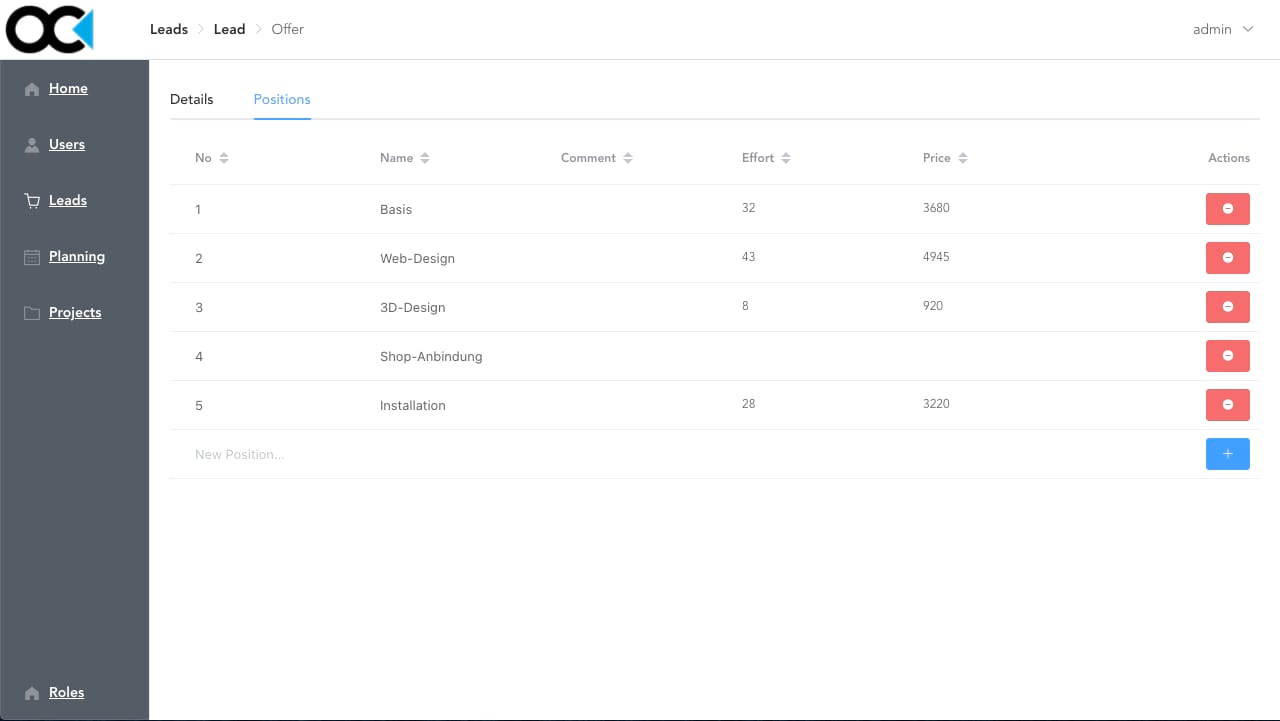 OC
Leads > Lead > Offer
admin
Home
Users
Leads
Planning
Projects
Roles
Details Positions
No Name Comment Effort Price Actions
1 Basis 32 3680
2 Web-Design 43 4945
3 3D-Design 8 920
4 Shop-Anbindung
5 Installation 28 3220
New Position...